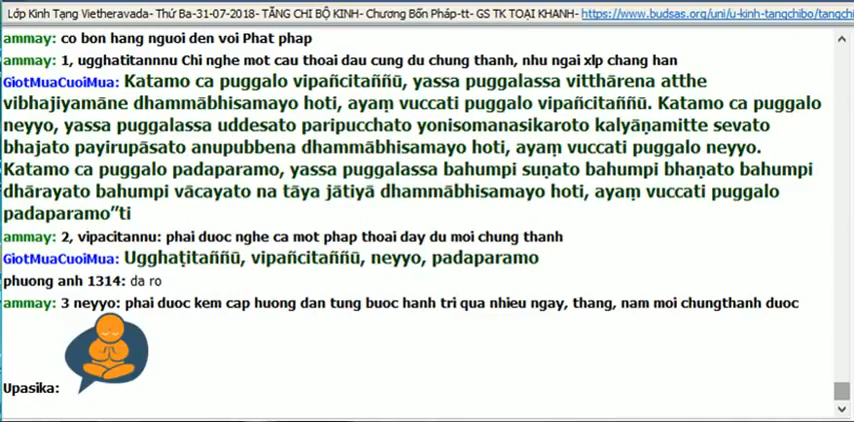 Lớp Kinh Tạng Vietheravada- Thứ Ba-31-07-2018- TĂNG CHI BỘ KINH- Chương Bốn Pháp-tt- GS TK TOẠI KHANH- https://www.budsas.org/uni/u-kinh-tangchibo/tangchi
ammay: co bon hang nguoi den voi Phat phap
ammay: 1, ugghatitannnu Chi nghe mot cau thoai dau cung du chung thanh, nhu ngai xlp chang han
GiotMuaCuoiMua: Katamo ca puggalo vipañcitaññū, yassa puggalassa vitthārena atthe
vibhajiyamāne dhammābhisamayo hoti, ayaṃ vuccati puggalo vipañcitaññū. Katamo ca puggalo
neyyo, yassa puggalassa uddesato paripucchato yonisomanasikaroto kalyāṇamitte sevato
bhajato payirupāsato anupubbena dhammābhisamayo hoti, ayaṃ vuccati puggalo neyyo.
Katamo ca puggalo padaparamo, yassa puggalassa bahumpi suṇato bahumpi bhaṇato bahumpi
dhārayato bahumpi vācayato na tāya jātiyā dhammābhisamayo hoti, ayaṃ vuccati puggalo
padaparamo”ti
ammay: 2, vipacitannu: phai duoc nghe ca mot phap thoai day du moi chung thanh
GiotMuaCuoiMua: Ugghaṭitaññū, vipañcitaññū, neyyo, padaparamo
phuong anh 1314: da ro
ammay: 3 neyyo: phai duoc kem cap huong dan tung buoc hanh tri qua nhieu ngay, thang, nam moi chungthanh duoc
Upasika: